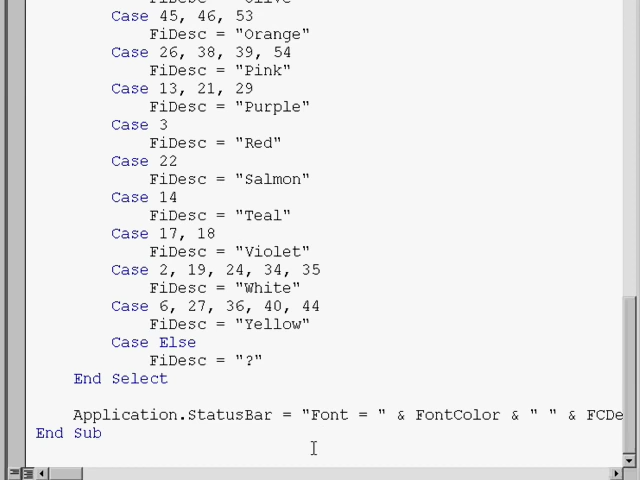 Case 45, 46, 53
FiDesc = "Orange"
Case 26, 38, 39, 54
FiDesc = "Pink"
Case 13, 21, 29
FiDesc = "Purple"
Case 3
FiDesc = "Red"
Case 22
FiDesc = "Salmon"
Case 14
FiDesc = "Teal"
Case 17, 18
FiDesc = "Violet"
Case 2, 19, 24, 34, 35
FiDesc = "White"
Case 6, 27, 36, 40, 44
FiDesc = "Yellow"
Case Else
FiDesc = "?"
End Select
Application.StatusBar = "Font = " & FontColor & " " & FCDe
End Sub